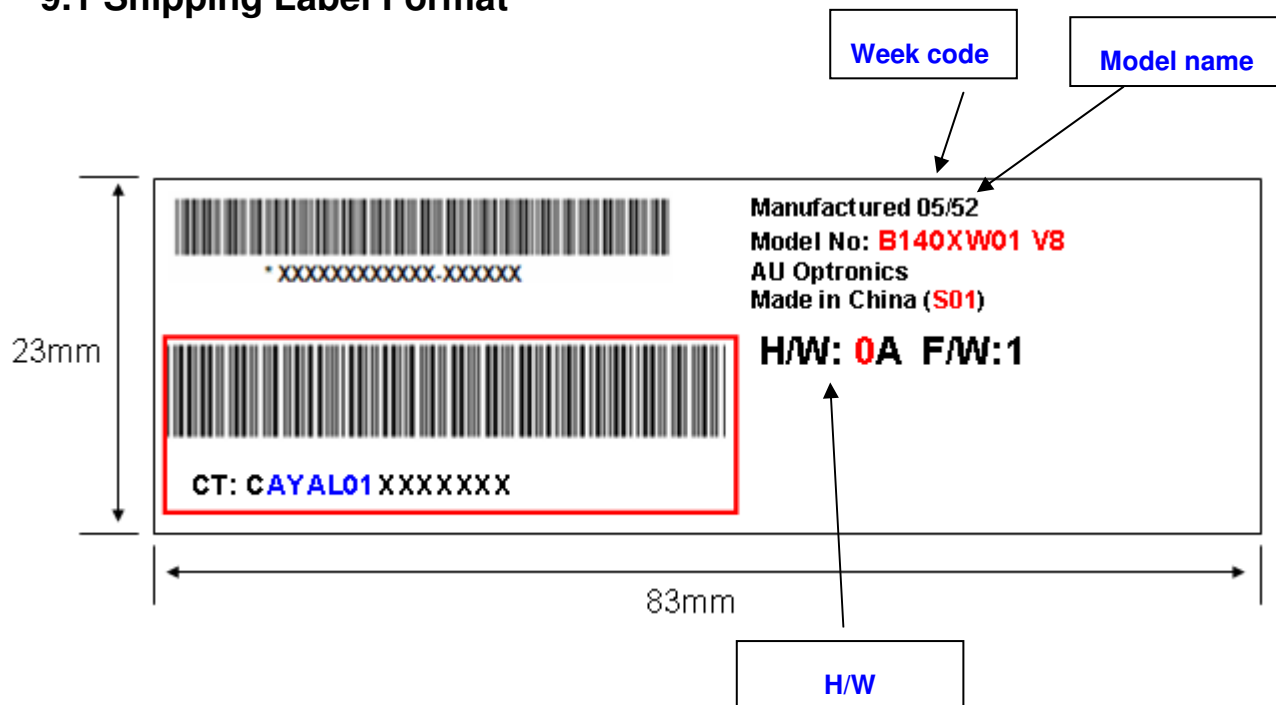 9.1 Shipping Label Format
Week code
Model name
Manufactured 05/52
Model No: B140XW01 V8
AU Optronics
Made in China (S01)
* XXXXXXXXXXXX-XXXXXX
H/W: 0A F/W:1
23mm
CT: CAYAL01XXXXXXX
83mm
H/W